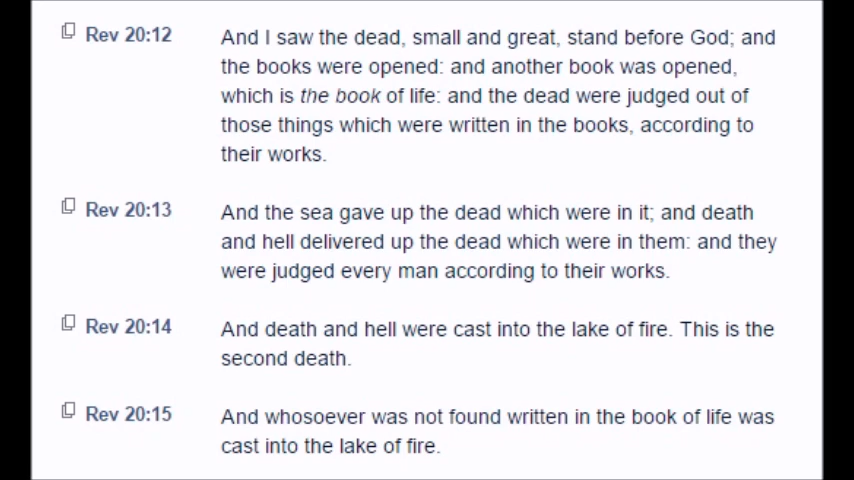 Rev 20:12 And I saw the dead, small and great, stand before God; and
the books were opened: and another book was opened,
which is the book of life: and the dead were judged out of
those things which were written in the books, according to
their works.
Rev 20:13 And the sea gave up the dead which were in it; and death
and hell delivered up the dead which were in them: and they
were judged every man according to their works.
Rev 20:14 And death and hell were cast into the lake of fire. This is the
second death.
Rev 20:15 And whosoever was not found written in the book of life was
cast into the lake of fire.